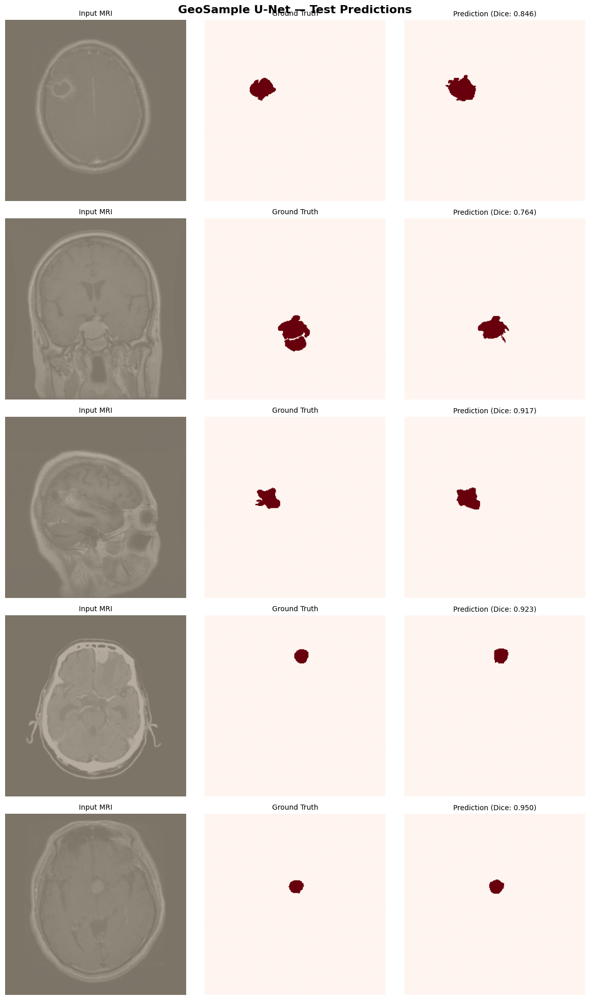 GeoSample U-Net — Test Predictions
Input MRI
Ground Truth
Prediction (Dice: 0.846)
Input MRI
Ground Truth
Prediction (Dice: 0.764)
Input MRI
Ground Truth
Prediction (Dice: 0.917)
Input MRI
Ground Truth
Prediction (Dice: 0.923)
Input MRI
Ground Truth
Prediction (Dice: 0.950)